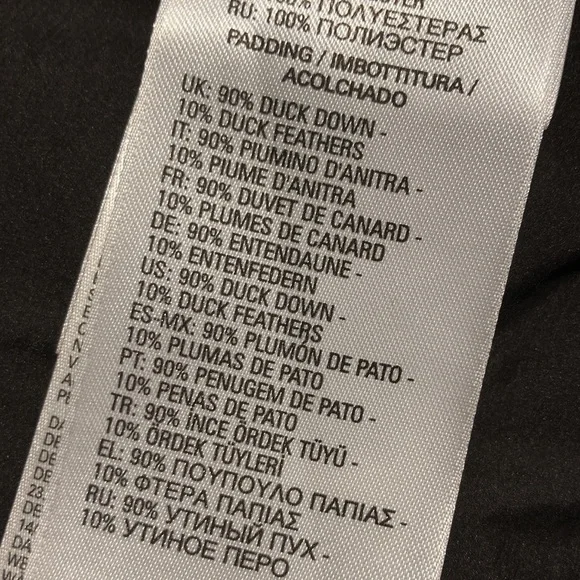 100% ΠΟΛΥΕΣΤΕΡΑΣ
RU: 100% ПОЛИЭСТЕР
PADDING / IMBOTTITURA /
ACOLCHADO
UK: 90% DUCK DOWN -
10% DUCK FEATHERS
IT: 90% PIUMINO D'ANITRA -
10% PIUME D'ANITRA
FR: 90% DUVET DE CANARD -
10% PLUMES DE CANARD
DE: 90% ENTENDAUNE -
10% ENTENFEDERN
US: 90% DUCK DOWN -
10% DUCK FEATHERS
ES-MX: 90% PLUMÓN DE PATO -
10% PLUMAS DE PATO
PT: 90% PENUGEM DE PATO -
10% PENAS DE PATO
TR: 90% İNCE ÖRDEK TÜYÜ -
10% ÖRDEK TÜYLERİ
EL: 90% ΠΟΥΠΟΥΛΟ ΠΑΠΙΑΣ -
10% ΦΤΕΡΑ ΠΑΠΙΑΣ
RU: 90% УТИНЫЙ ПУХ -
10% УТИНОЕ ПЕРО